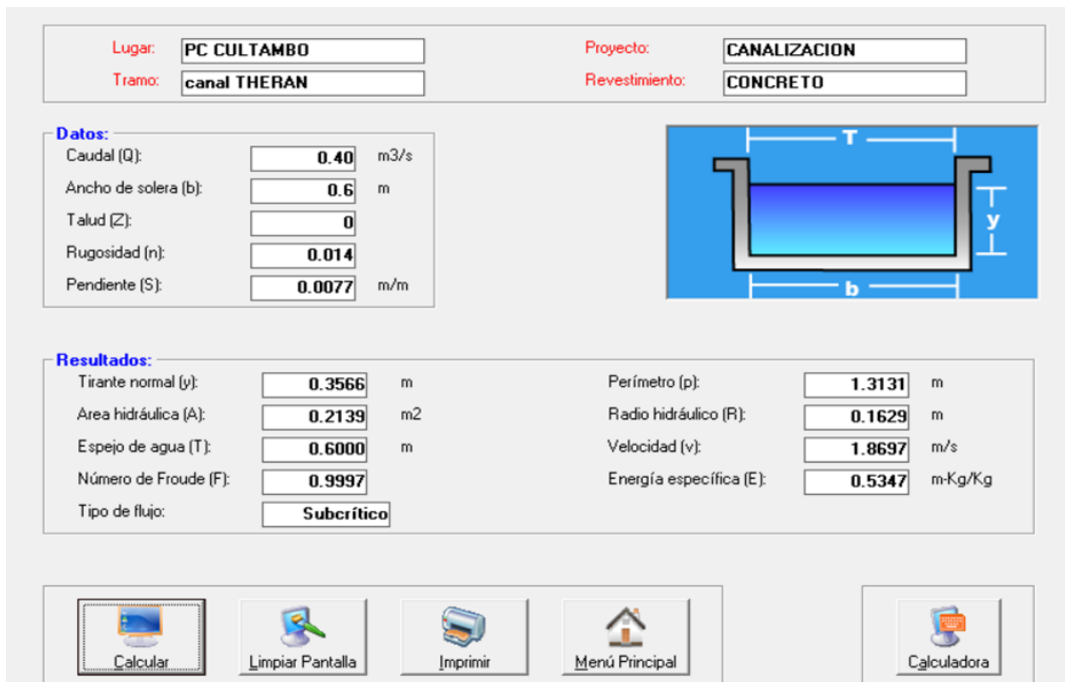 Lugar: PC CULTAMBO Proyecto: CANALIZACION
Tramo: canal THERAN Revestimiento: CONCRETO
Datos:
Caudal (Q): 0.40 m3/s
Ancho de solera (b): 0.6 m
Talud (Z): 0
Rugosidad (n): 0.014
Pendiente (S): 0.0077 m/m
T
y
b
Resultados:
Tirante normal (y): 0.3566 m Perímetro (p): 1.3131 m
Area hidráulica (A): 0.2139 m2 Radio hidráulico (R): 0.1629 m
Espejo de agua (T): 0.6000 m Velocidad (v): 1.8697 m/s
Número de Froude (F): 0.9997 Energía específica (E): 0.5347 m-Kg/Kg
Tipo de flujo: Subcrítico
Calcular Limpiar Pantalla Imprimir Menú Principal Calculadora